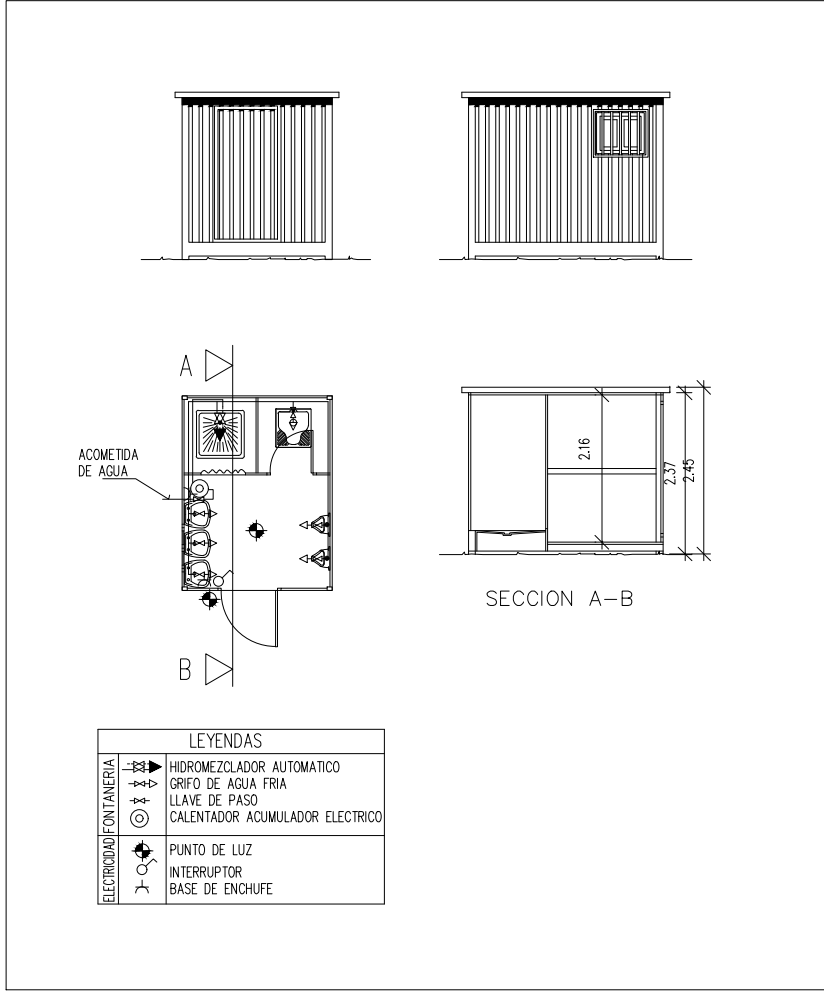 A
ACOMETIDA
DE AGUA
B
2.16
2.37
2.45
SECCION A-B
LEYENDAS
FONTANERIA
HIDROMEZCLADOR AUTOMATICO
GRIFO DE AGUA FRIA
LLAVE DE PASO
CALENTADOR ACUMULADOR ELECTRICO
ELECTRICIDAD
PUNTO DE LUZ
INTERRUPTOR
BASE DE ENCHUFE